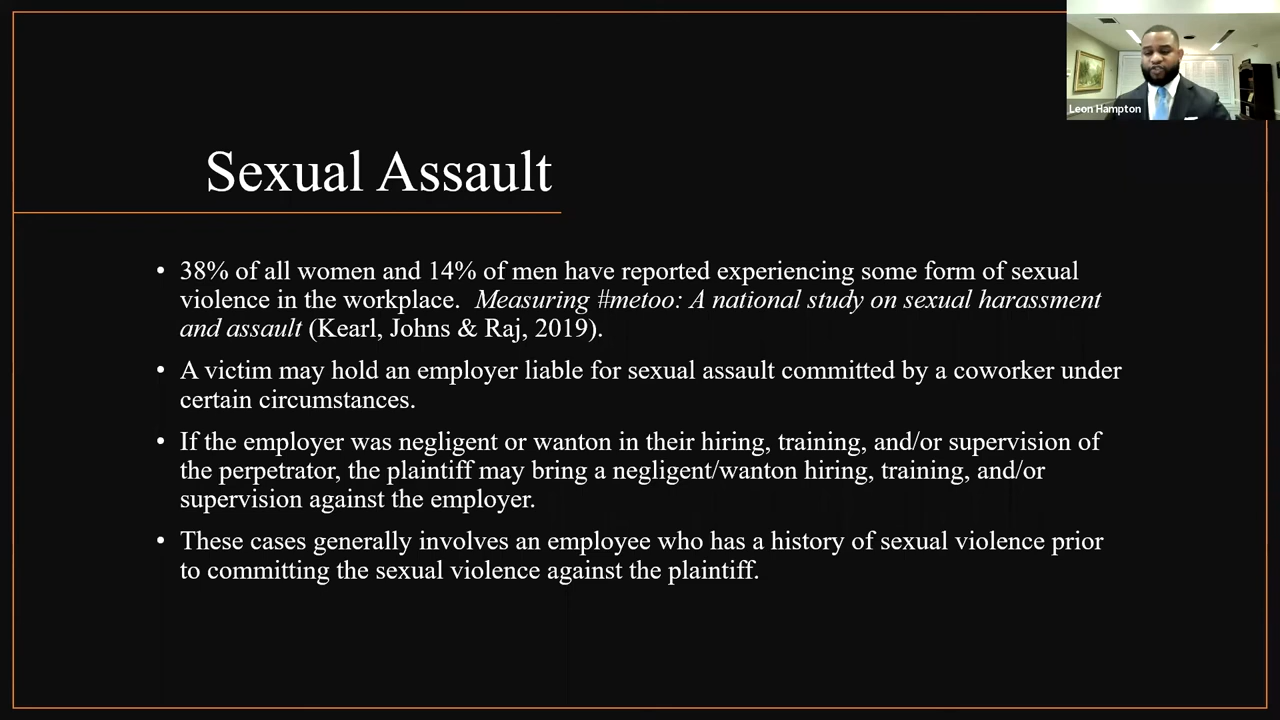 Leon Hampton
Sexual Assault
• 38% of all women and 14% of men have reported experiencing some form of sexual
violence in the workplace. Measuring #metoo: A national study on sexual harassment
and assault (Kearl, Johns & Raj, 2019).
• A victim may hold an employer liable for sexual assault committed by a coworker under
certain circumstances.
• If the employer was negligent or wanton in their hiring, training, and/or supervision of
the perpetrator, the plaintiff may bring a negligent/wanton hiring, training, and/or
supervision against the employer.
• These cases generally involves an employee who has a history of sexual violence prior
to committing the sexual violence against the plaintiff.